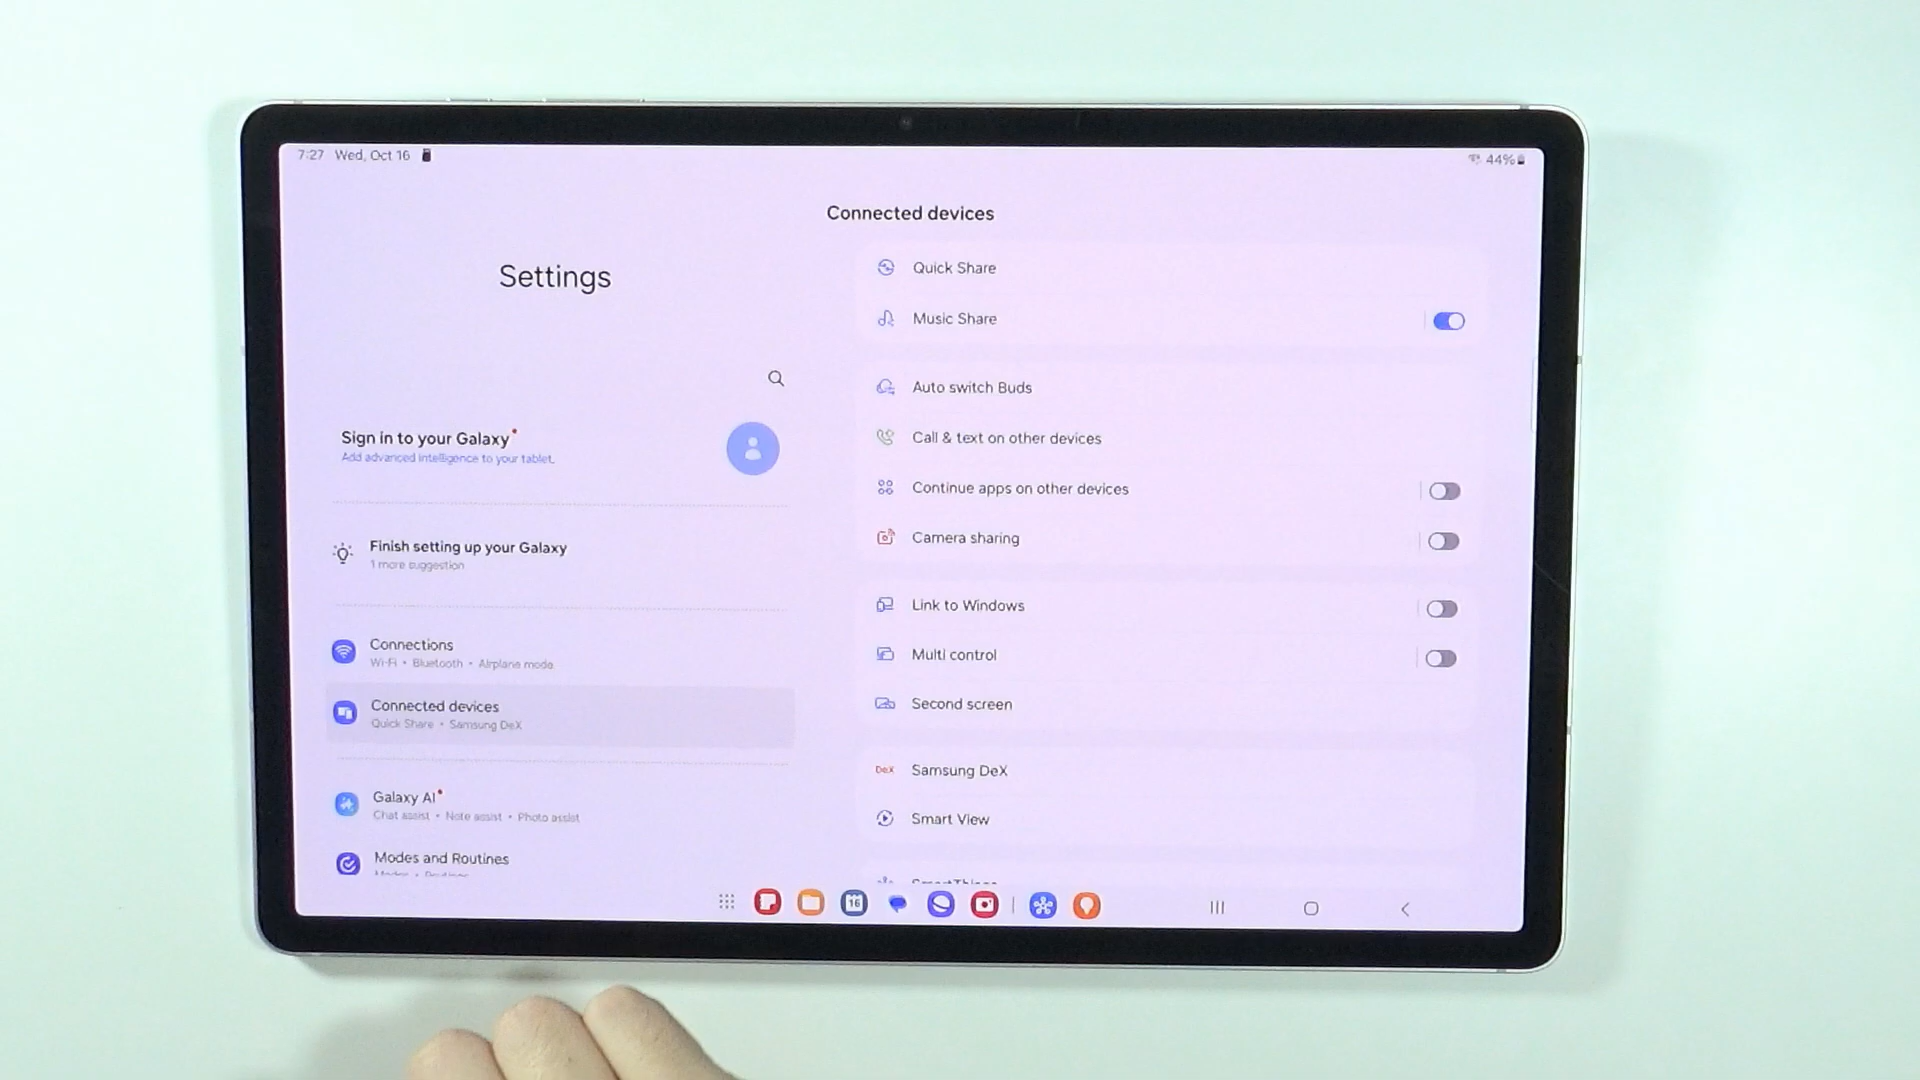 7:27 Wed, Oct 16
44%
Connected devices
Settings
Quick Share
Music Share
Sign in to your Galaxy
Add advanced intelligence to your tablet.
Auto switch Buds
Call & text on other devices
Continue apps on other devices
Camera sharing
Finish setting up your Galaxy
1 more suggestion
Link to Windows
Multi control
Second screen
Connections
Wi-Fi • Bluetooth • Airplane mode
Connected devices
Quick Share • Samsung DeX
DeX Samsung DeX
Smart View
Galaxy AI
Chat assist • Note assist • Photo assist
Modes and Routines
16